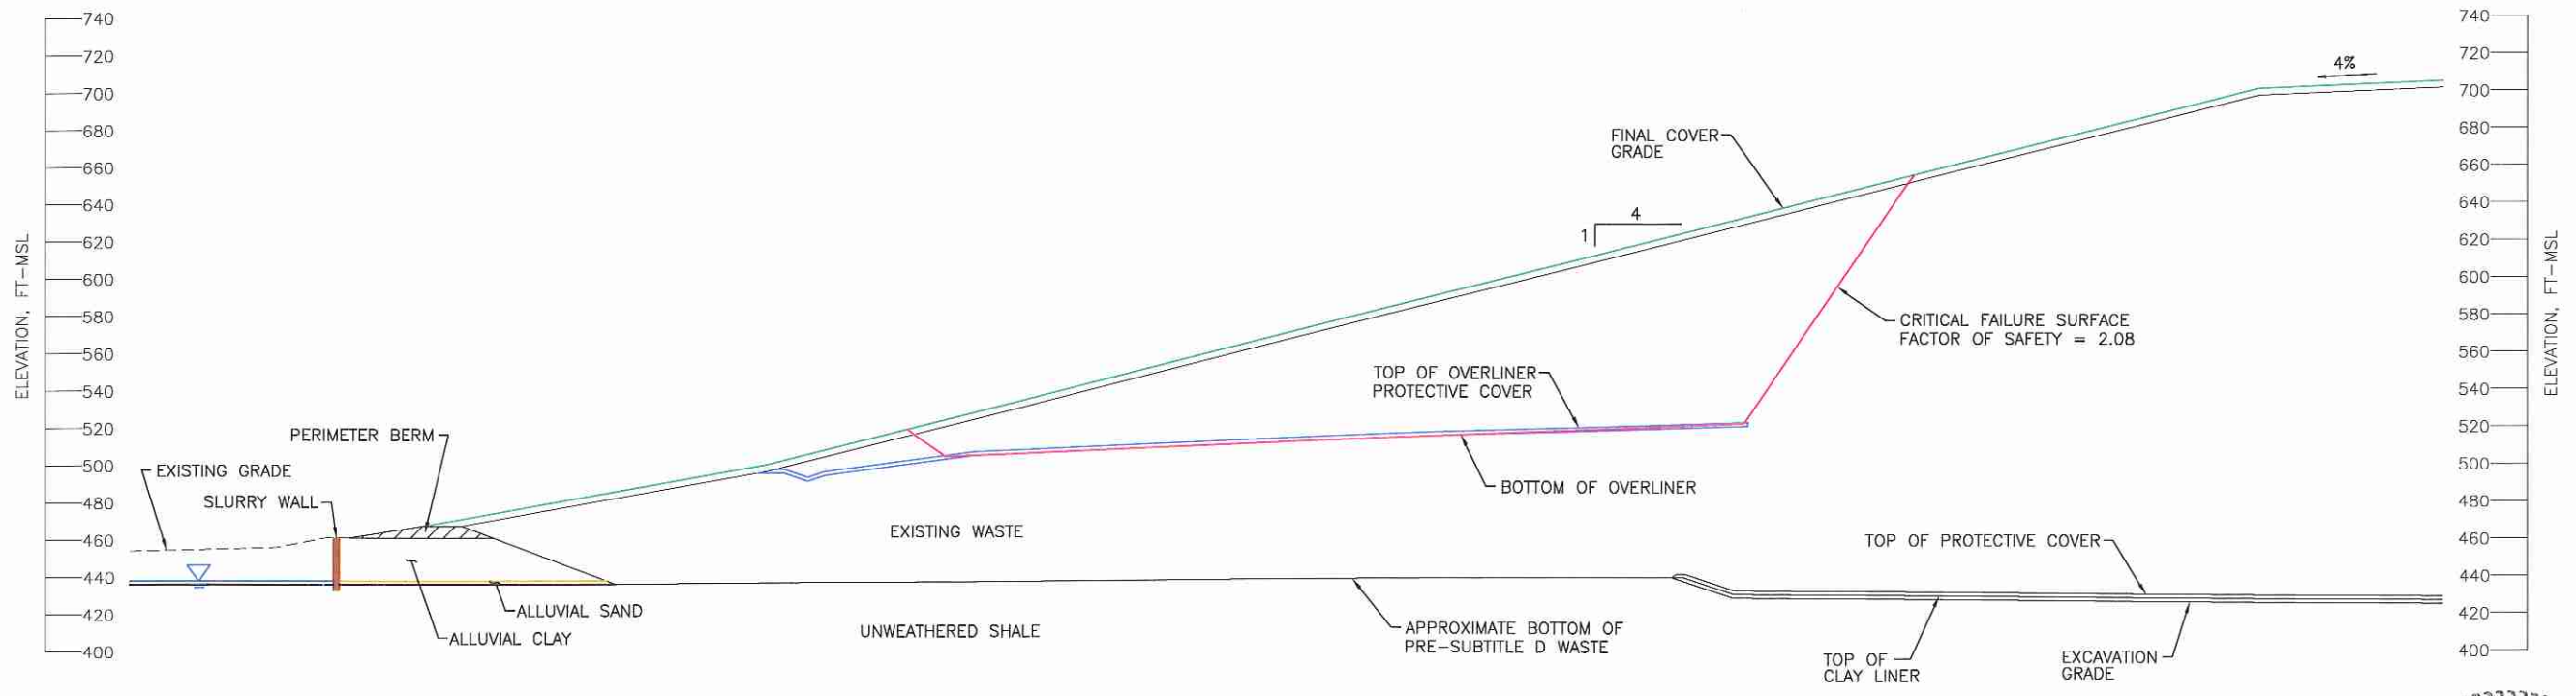 740
720
700
680
660
640
620
600
580
560
540
520
500
480
460
440
420
400
ELEVATION, FT-MSL
EXISTING GRADE
SLURRY WALL
PERIMETER BERM
ALLUVIAL SAND
ALLUVIAL CLAY
EXISTING WASTE
UNWEATHERED SHALE
FINAL COVER
GRADE
4
1
4%
TOP OF OVERLINER
PROTECTIVE COVER
BOTTOM OF OVERLINER
CRITICAL FAILURE SURFACE
FACTOR OF SAFETY = 2.08
APPROXIMATE BOTTOM OF
PRE-SUBTITLE D WASTE
TOP OF PROTECTIVE COVER
TOP OF
CLAY LINER
EXCAVATION
GRADE
740
720
700
680
660
640
620
600
580
560
540
520
500
480
460
440
420
400
ELEVATION, FT-MSL